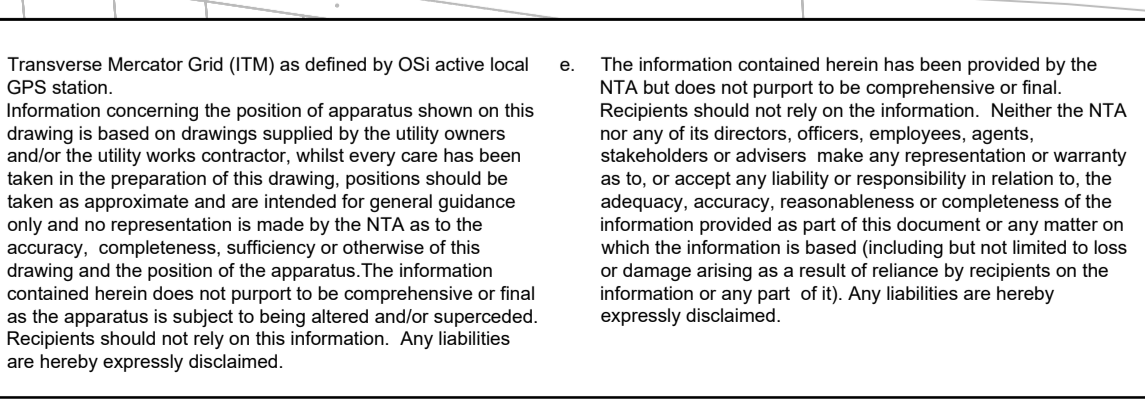 Transverse Mercator Grid (ITM) as defined by OSi active local
GPS station.
Information concerning the position of apparatus shown on this
drawing is based on drawings supplied by the utility owners
and/or the utility works contractor, whilst every care has been
taken in the preparation of this drawing, positions should be
taken as approximate and are intended for general guidance
only and no representation is made by the NTA as to the
accuracy,  completeness, sufficiency or otherwise of this
drawing and the position of the apparatus.The information
contained herein does not purport to be comprehensive or final
as the apparatus is subject to being altered and/or superceded.
Recipients should not rely on this information.  Any liabilities
are hereby expressly disclaimed.
e. The information contained herein has been provided by the
NTA but does not purport to be comprehensive or final.
Recipients should not rely on the information.  Neither the NTA
nor any of its directors, officers, employees, agents,
stakeholders or advisers  make any representation or warranty
as to, or accept any liability or responsibility in relation to, the
adequacy, accuracy, reasonableness or completeness of the
information provided as part of this document or any matter on
which the information is based (including but not limited to loss
or damage arising as a result of reliance by recipients on the
information or any part  of it). Any liabilities are hereby
expressly disclaimed.